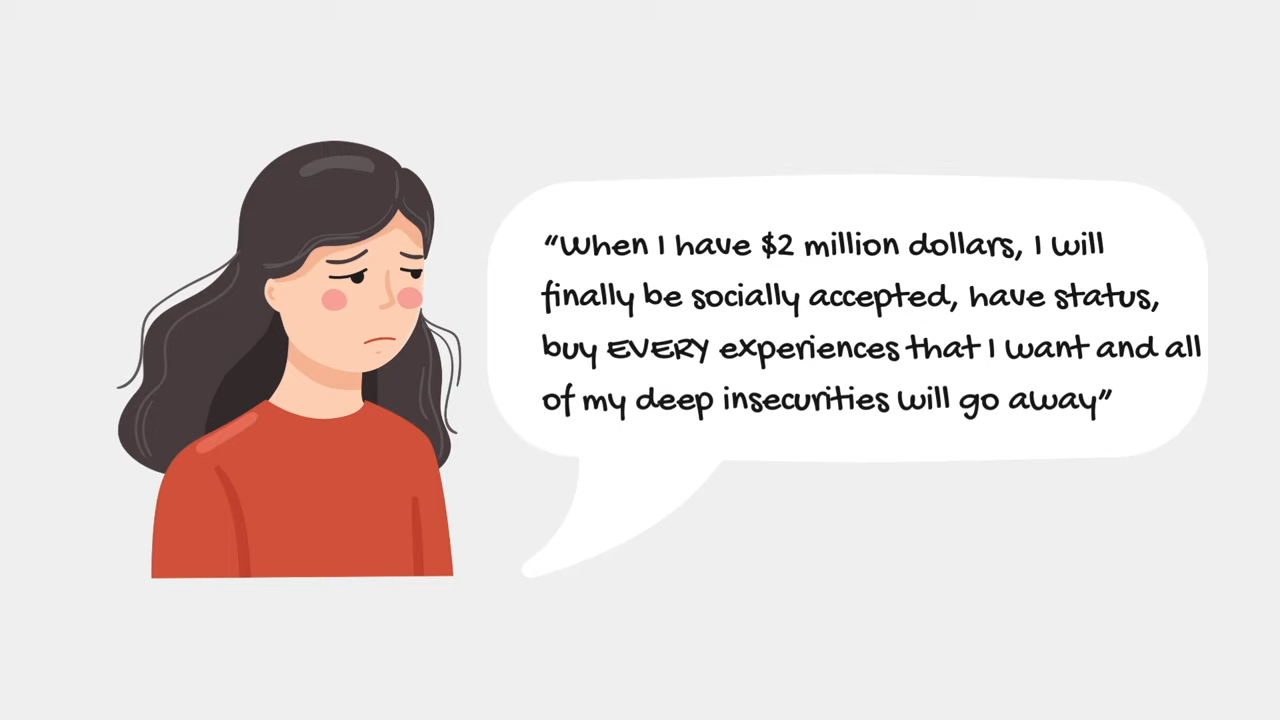 “When I have $2 million dollars, I will
finally be socially accepted, have status,
buy EVERY experiences that I want and all
of my deep insecurities will go away”